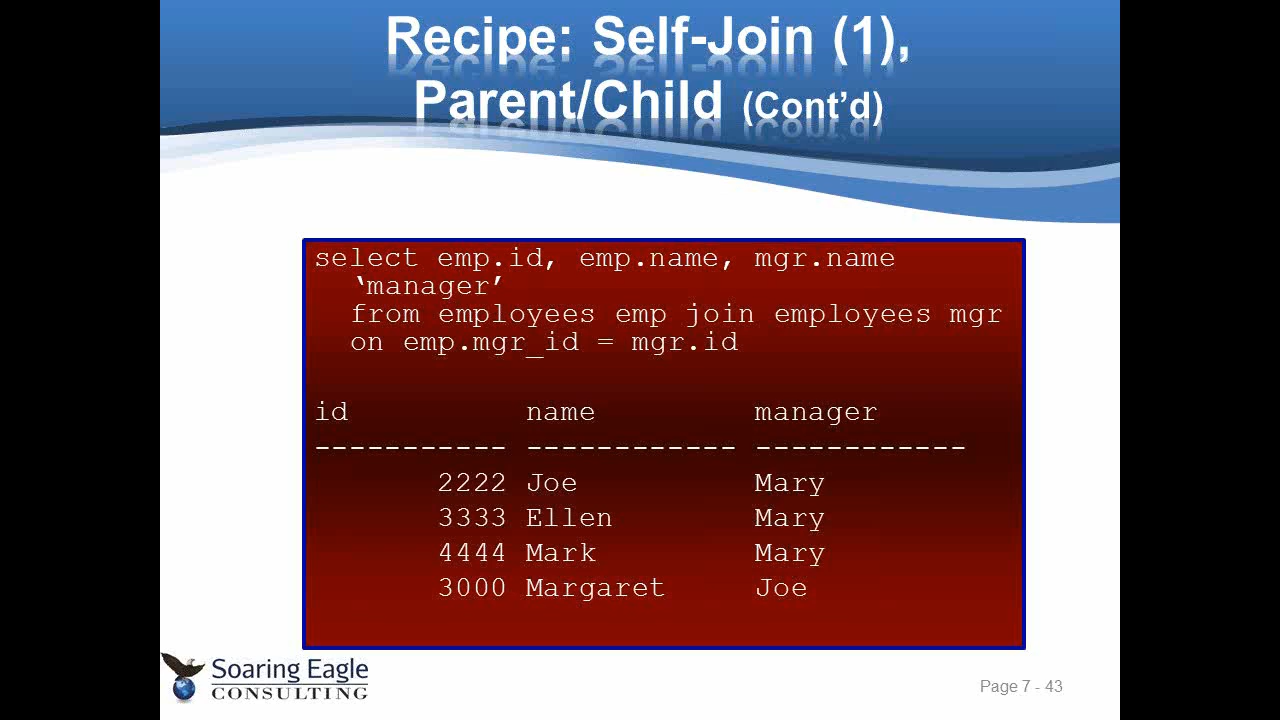 Recipe: Self-Join (1),
Parent/Child (Cont’d)
select emp.id, emp.name, mgr.name
‘manager’
from employees emp join employees mgr
on emp.mgr_id = mgr.id
id name manager
----------- ------------ ------------
2222 Joe Mary
3333 Ellen Mary
4444 Mark Mary
3000 Margaret Joe
Soaring Eagle
CONSULTING
Page 7 - 43